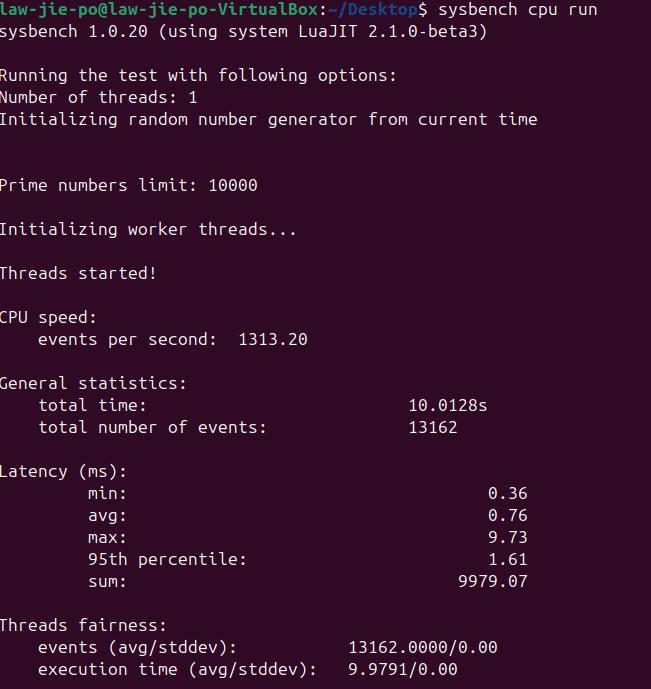 law-jie-po@law-jie-po-VirtualBox:~/Desktop$ sysbench cpu run
sysbench 1.0.20 (using system LuaJIT 2.1.0-beta3)
Running the test with following options:
Number of threads: 1
Initializing random number generator from current time
Prime numbers limit: 10000
Initializing worker threads...
Threads started!
CPU speed:
events per second: 1313.20
General statistics:
total time: 10.0128s
total number of events: 13162
Latency (ms):
min: 0.36
avg: 0.76
max: 9.73
95th percentile: 1.61
sum: 9979.07
Threads fairness:
events (avg/stddev): 13162.0000/0.00
execution time (avg/stddev): 9.9791/0.00